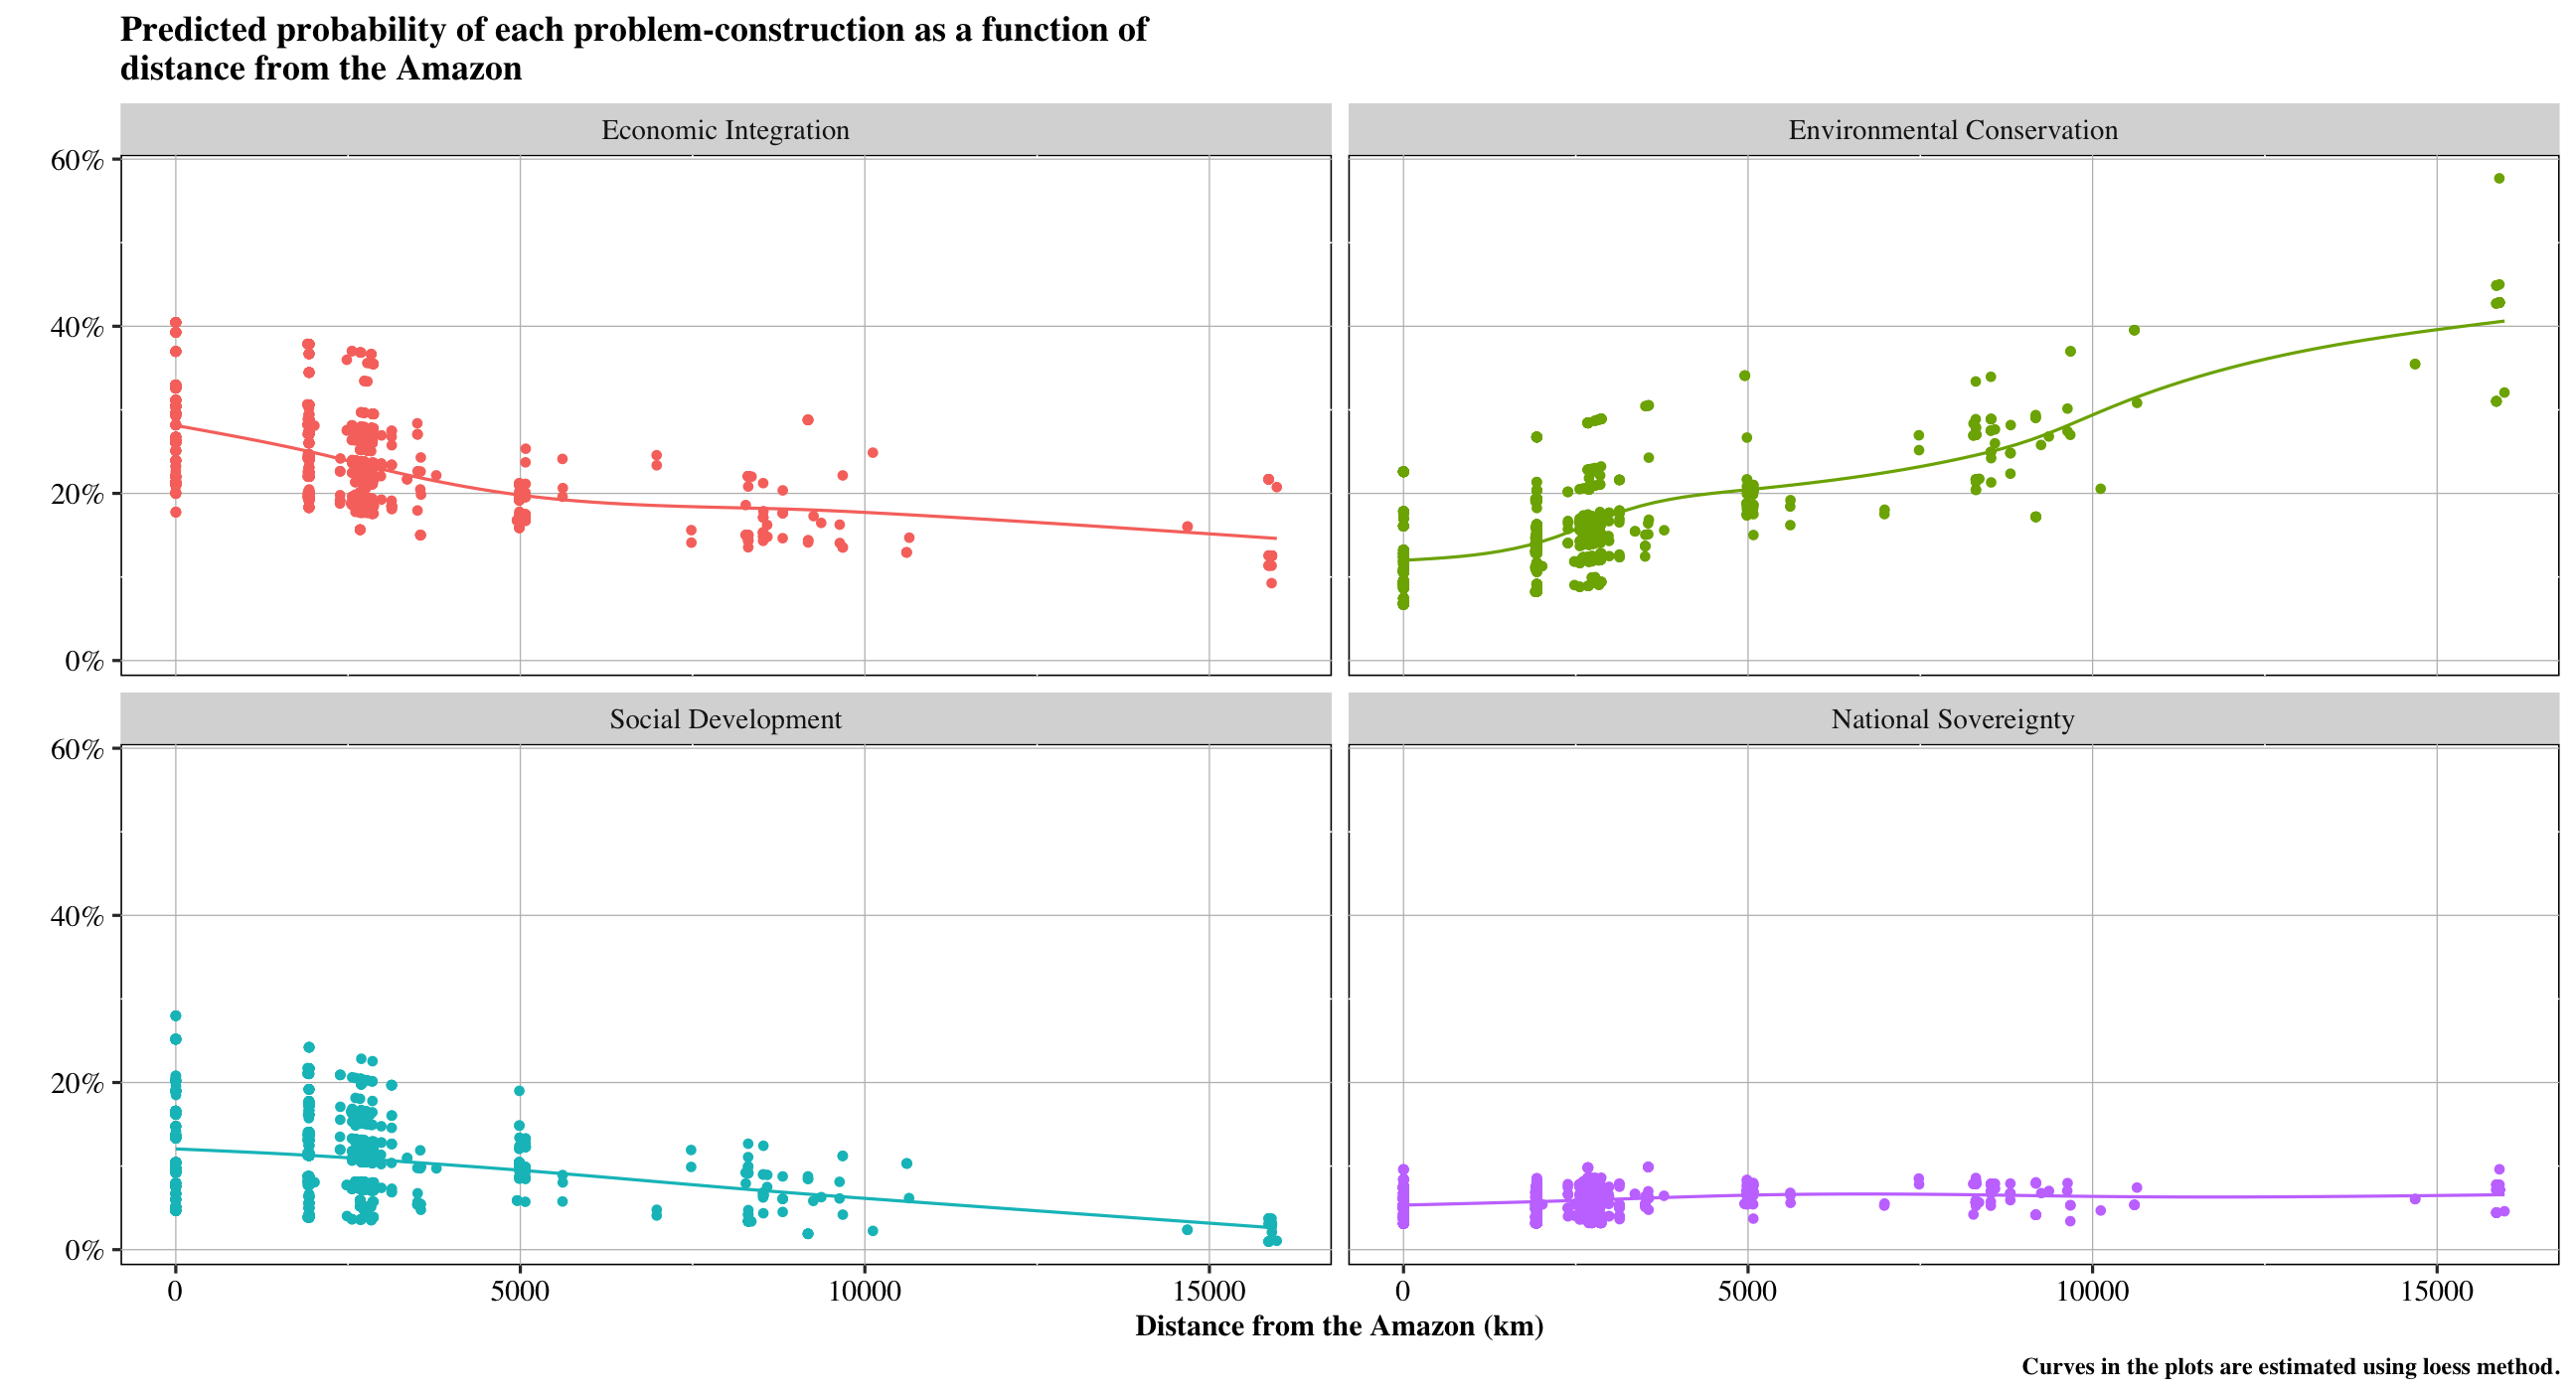 Predicted probability of each problem-construction as a function of
distance from the Amazon
Economic Integration
Environmental Conservation
60%
40%
20%
0%
Social Development
National Sovereignty
60%
40%
20%
0%
0 5000 10000 15000
0 5000 10000 15000
Distance from the Amazon (km)
Curves in the plots are estimated using loess method.